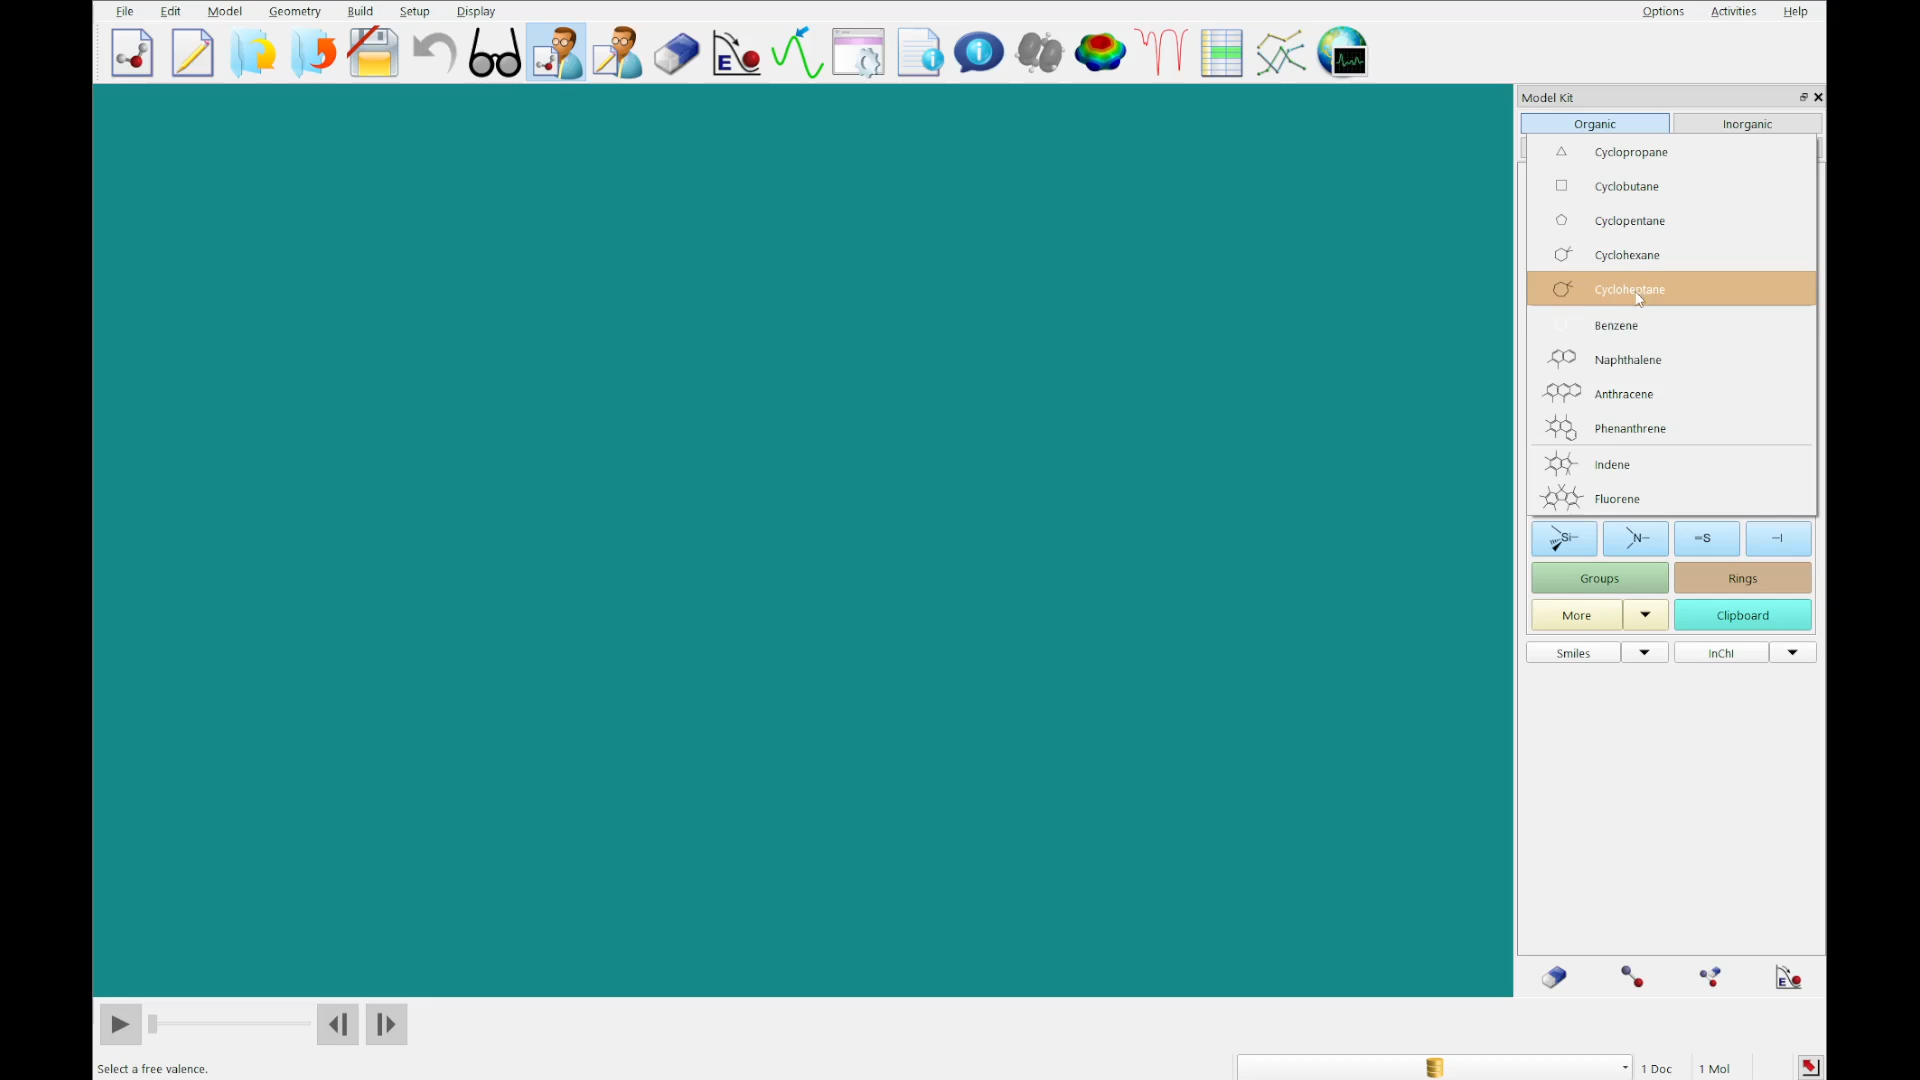 File Edit Model Geometry Build Setup Display Options Activities Help
Model Kit
Organic Inorganic
Cyclopropane
Cyclobutane
Cyclopentane
Cyclohexane
Cycloheptane
Benzene
Naphthalene
Anthracene
Phenanthrene
Indene
Fluorene
Si N =S -I
Groups Rings
More Clipboard
Smiles InChI
E
E
Select a free valence. 1 Doc 1 Mol